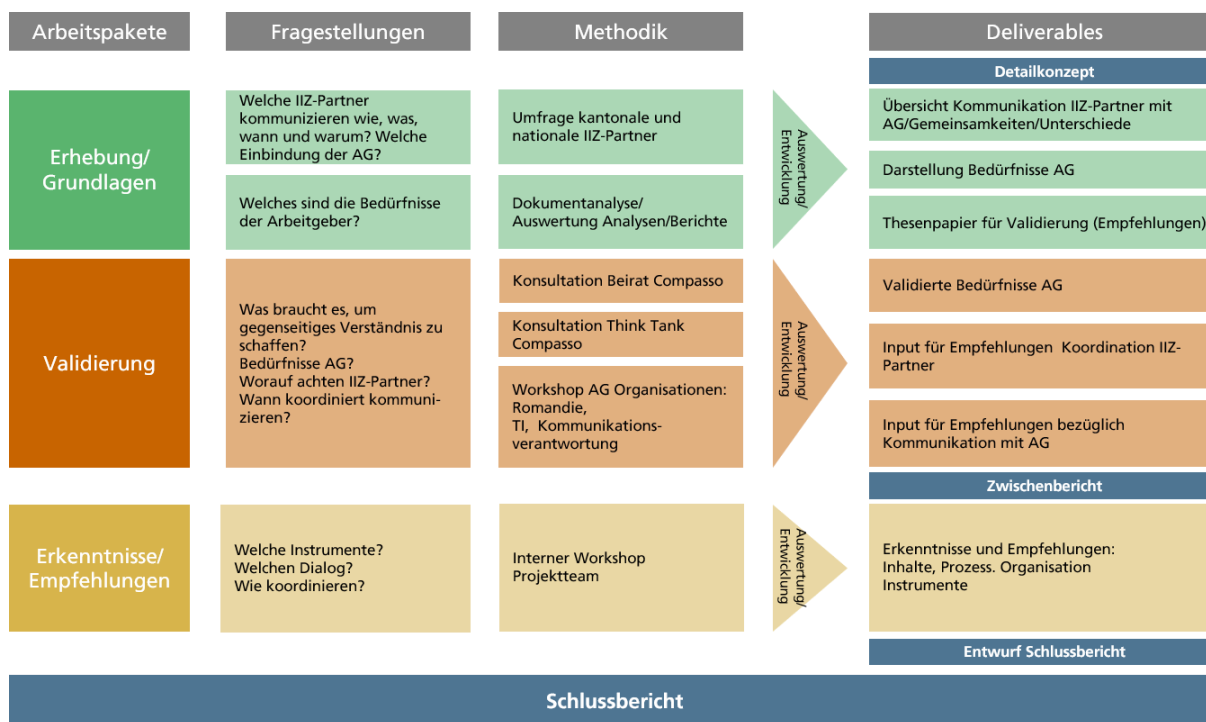 Arbeitspakete
Fragestellungen
Methodik
Deliverables
Detailkonzept
Erhebung/
Grundlagen
Welche IIZ-Partner
kommunizieren wie, was,
wann und warum? Welche
Einbindung der AG?
Welches sind die Bedürfnisse
der Arbeitgeber?
Umfrage kantonale und
nationale IIZ-Partner
Dokumentanalyse/
Auswertung Analysen/Berichte
Auswertung/
Entwicklung
Übersicht Kommunikation IIZ-Partner mit
AG/Gemeinsamkeiten/Unterschiede
Darstellung Bedürfnisse AG
Thesenpapier für Validierung (Empfehlungen)
Validierung
Was braucht es, um
gegenseitiges Verständnis zu
schaffen?
Bedürfnisse AG?
Worauf achten IIZ-Partner?
Wann koordiniert kommuni-
zieren?
Konsultation Beirat Compasso
Konsultation Think Tank
Compasso
Workshop AG Organisationen:
Romandie,
TI, Kommunikations-
verantwortung
Auswertung/
Entwicklung
Validierte Bedürfnisse AG
Input für Empfehlungen Koordination IIZ-
Partner
Input für Empfehlungen bezüglich
Kommunikation mit AG
Zwischenbericht
Erkenntnisse/
Empfehlungen
Welche Instrumente?
Welchen Dialog?
Wie koordinieren?
Interner Workshop
Projektteam
Auswertung/
Entwicklung
Erkenntnisse und Empfehlungen:
Inhalte, Prozess. Organisation
Instrumente
Entwurf Schlussbericht
Schlussbericht